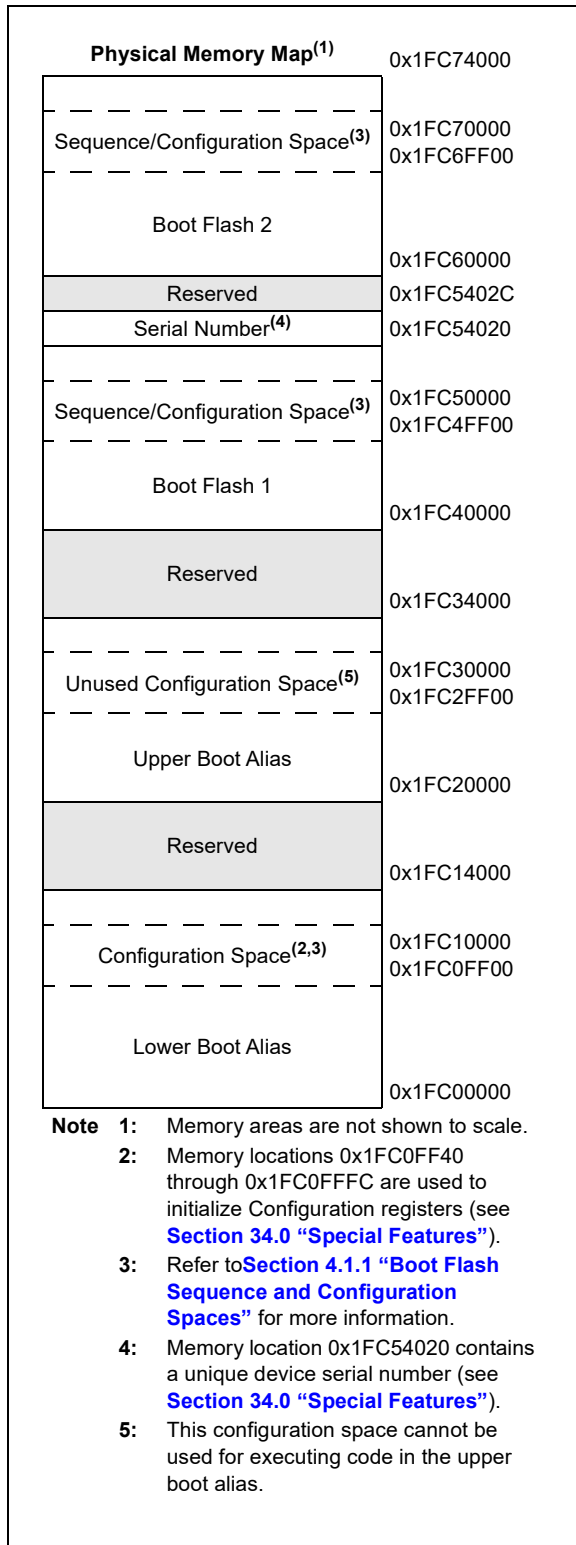 Physical Memory Map(1)
0x1FC74000
Sequence/Configuration Space(3)
0x1FC70000
0x1FC6FF00
Boot Flash 2
0x1FC60000
Reserved
0x1FC5402C
Serial Number(4)
0x1FC54020
Sequence/Configuration Space(3)
0x1FC50000
0x1FC4FF00
Boot Flash 1
0x1FC40000
Reserved
0x1FC34000
Unused Configuration Space(5)
0x1FC30000
0x1FC2FF00
Upper Boot Alias
0x1FC20000
Reserved
0x1FC14000
Configuration Space(2,3)
0x1FC10000
0x1FC0FF00
Lower Boot Alias
0x1FC00000
Note 1: Memory areas are not shown to scale.
2: Memory locations 0x1FC0FF40
through 0x1FC0FFFC are used to
initialize Configuration registers (see
Section 34.0 “Special Features”).
3: Refer toSection 4.1.1 “Boot Flash
Sequence and Configuration
Spaces” for more information.
4: Memory location 0x1FC54020 contains
a unique device serial number (see
Section 34.0 “Special Features”).
5: This configuration space cannot be
used for executing code in the upper
boot alias.